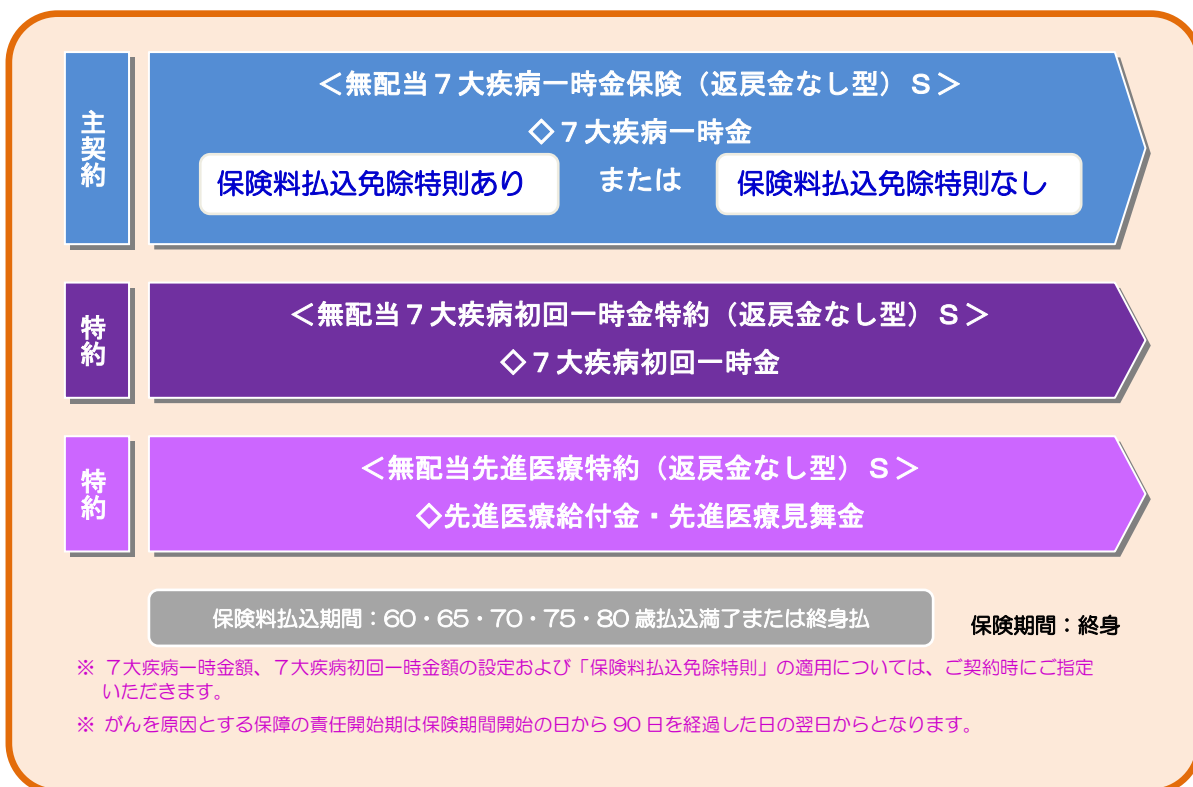 主契約
＜無配当７大疾病一時金保険（返戻金なし型）Ｓ＞
◇７大疾病一時金
保険料払込免除特則あり または 保険料払込免除特則なし
特約
＜無配当７大疾病初回一時金特約（返戻金なし型）Ｓ＞
◇７大疾病初回一時金
特約
＜無配当先進医療特約（返戻金なし型）Ｓ＞
◇先進医療給付金・先進医療見舞金
保険料払込期間：60・65・70・75・80歳払込満了または終身払
保険期間：終身
※ 7大疾病一時金額、7大疾病初回一時金額の設定および「保険料払込免除特則」の適用については、ご契約時にご指定
いただきます。
※ がんを原因とする保障の責任開始期は保険期間開始の日から 90 日を経過した日の翌日からとなります。